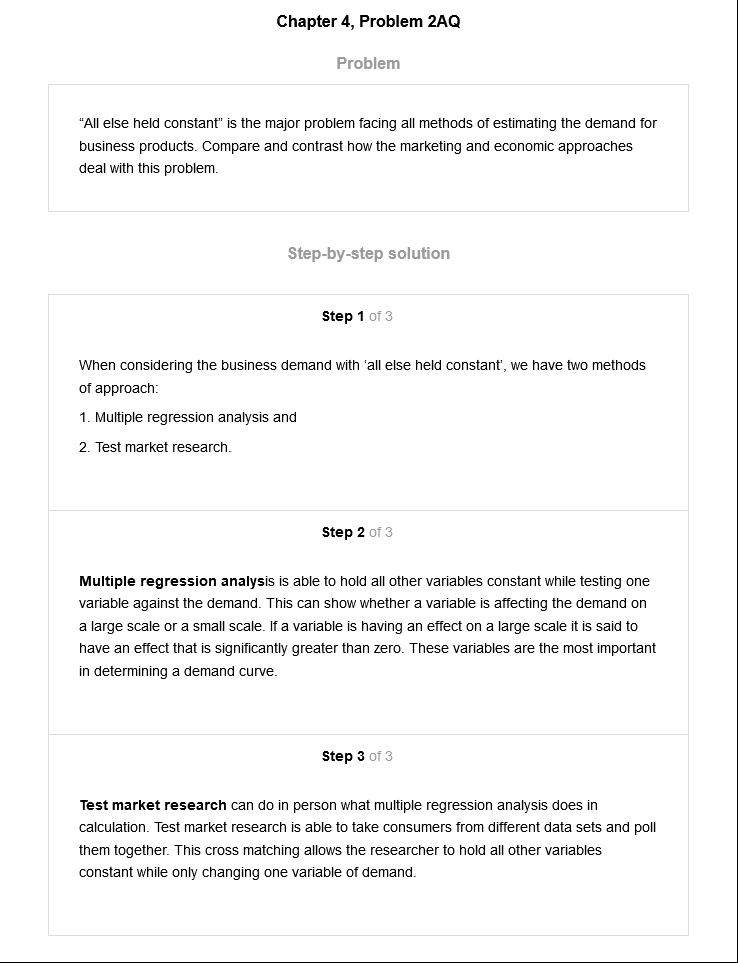 Chapter 4, Problem 2AQ
Problem
“All else held constant” is the major problem facing all methods of estimating the demand for
business products. Compare and contrast how the marketing and economic approaches
deal with this problem.
Step-by-step solution
Step 1 of 3
When considering the business demand with ‘all else held constant’, we have two methods
of approach:
1. Multiple regression analysis and
2. Test market research.
Step 2 of 3
Multiple regression analysis is able to hold all other variables constant while testing one
variable against the demand. This can show whether a variable is affecting the demand on
a large scale or a small scale. If a variable is having an effect on a large scale it is said to
have an effect that is significantly greater than zero. These variables are the most important
in determining a demand curve.
Step 3 of 3
Test market research can do in person what multiple regression analysis does in
calculation. Test market research is able to take consumers from different data sets and poll
them together. This cross matching allows the researcher to hold all other variables
constant while only changing one variable of demand.